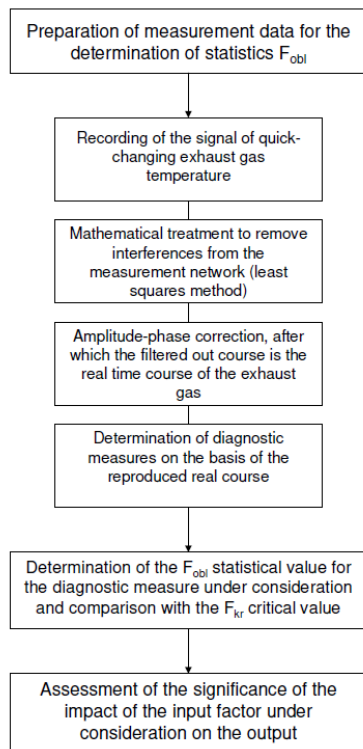 Preparation of measurement data for the
determination of statistics Fobl
Recording of the signal of quick-
changing exhaust gas
temperature
Mathematical treatment to remove
interferences from the
measurement network (least
squares method)
Amplitude-phase correction, after
which the filtered out course is the
real time course of the exhaust
gas
Determination of diagnostic
measures on the basis of the
reproduced real course
Determination of the Fobl statistical value for
the diagnostic measure under consideration
and comparison with the Fkr critical value
Assessment of the significance of the
impact of the input factor under
consideration on the output